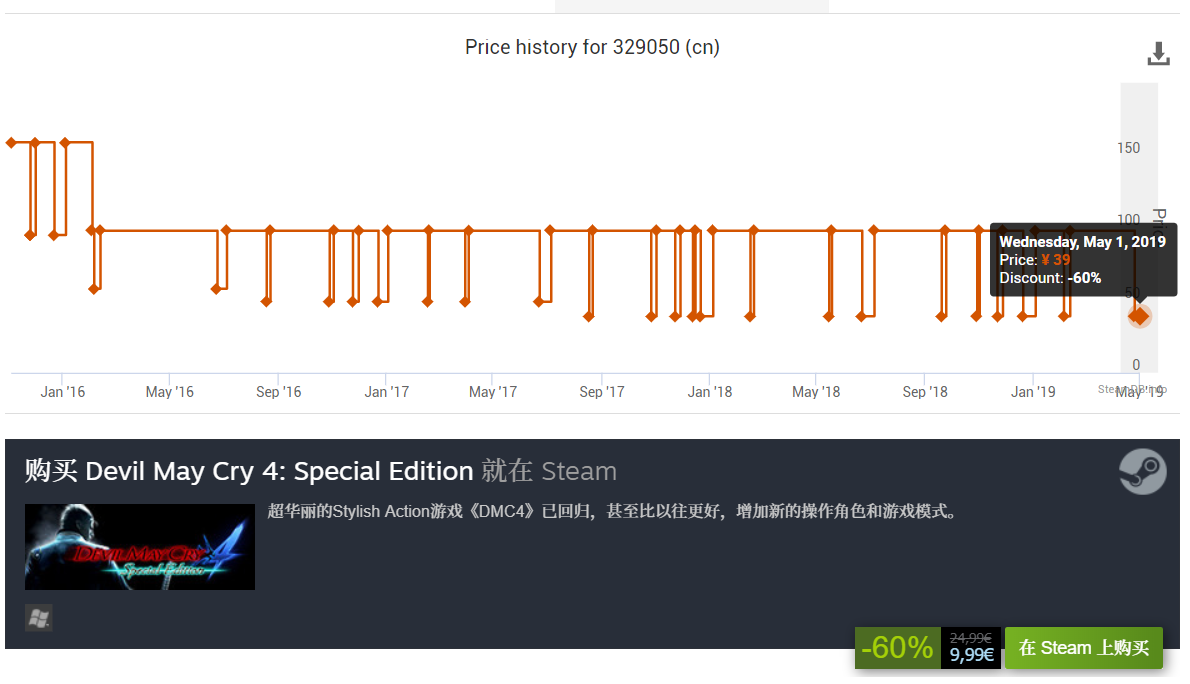 Price history for 329050 (cn)
150
100
50
0
Wednesday, May 1, 2019
Price: ¥ 39
Discount: -60%
Jan '16 May '16 Sep '16 Jan '17 May '17 Sep '17 Jan '18 May '18 Sep '18 Jan '19 May '19
购买 Devil May Cry 4: Special Edition 就在 Steam
超华丽的Stylish Action游戏《DMC4》已回归，甚至比以往更好，增加新的操作角色和游戏模式。
DEVIL MAY CRY 4
Special Edition
-60%
24,99€
9,99€
在 Steam 上购买